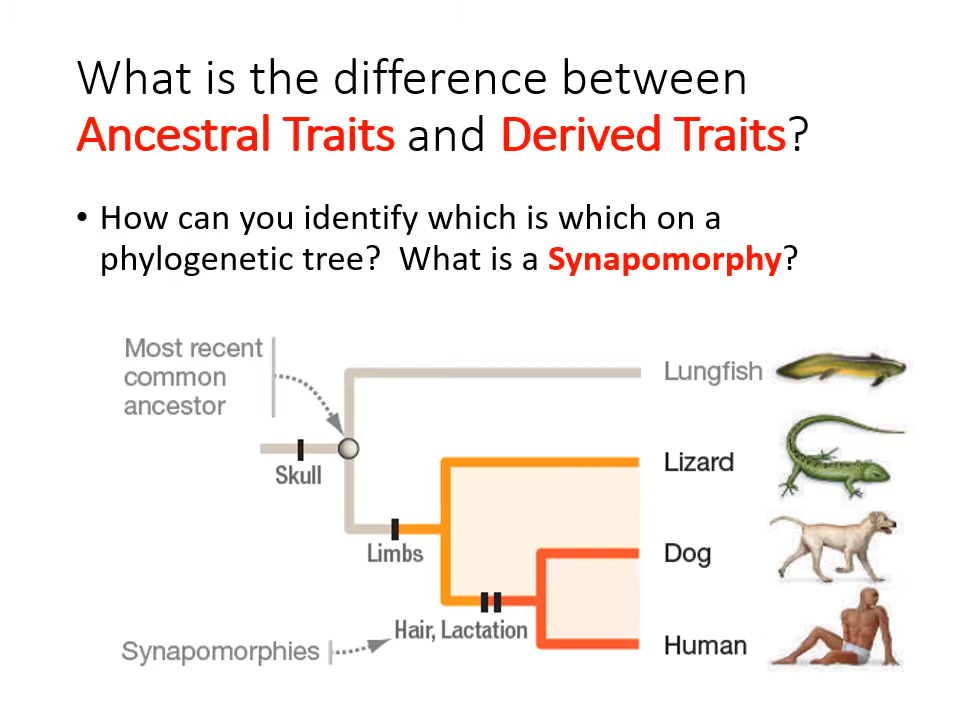 What is the difference between
Ancestral Traits and Derived Traits?
• How can you identify which is which on a
phylogenetic tree? What is a Synapomorphy?
Most recent
common
ancestor
Skull
Limbs
Hair, Lactation
Synapomorphies
Lungfish
Lizard
Dog
Human